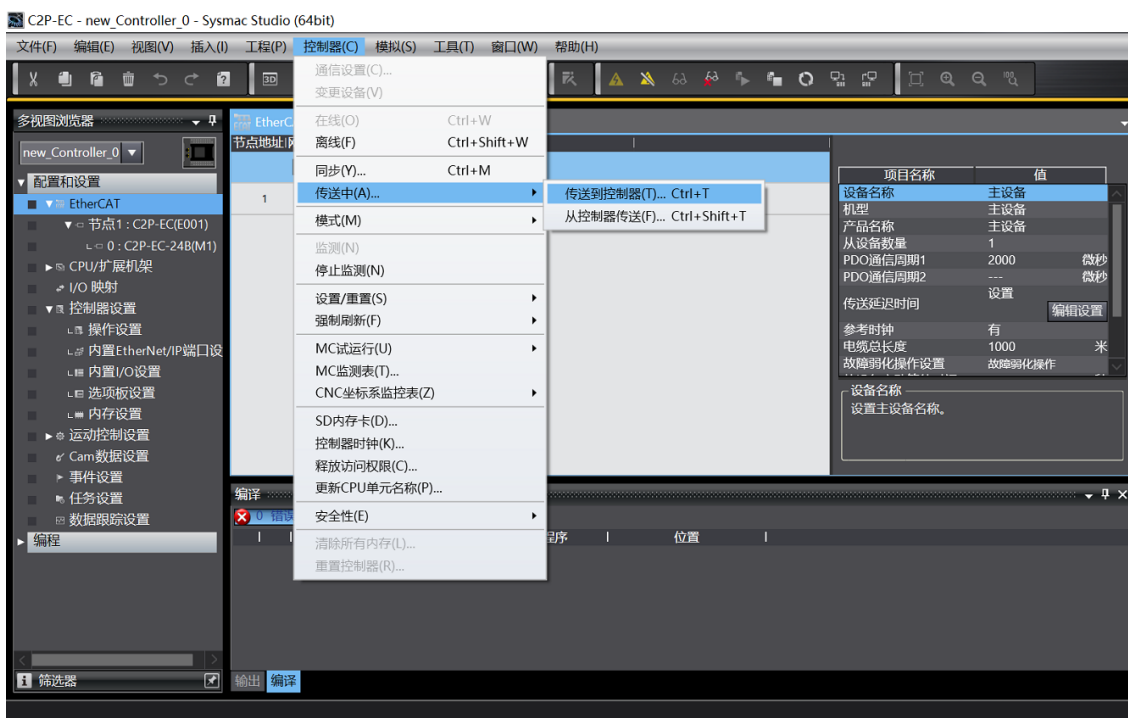 C2P-EC - new_Controller_0 - Sysmac Studio (64bit)
文件(F) 编辑(E) 视图(V) 插入(I) 工程(P) 控制器(C) 模拟(S) 工具(T) 窗口(W) 帮助(H)
3D
多视图浏览器
new_Controller_0
配置和设置
EtherCAT
节点1 : C2P-EC(E001)
0 : C2P-EC-24B(M1)
CPU/扩展机架
I/O 映射
控制器设置
操作设置
内置EtherNet/IP端口设
内置I/O设置
选项板设置
内存设置
运动控制设置
Cam数据设置
事件设置
任务设置
数据跟踪设置
编程
筛选器
EtherC
节点地址
1
通信设置(C)...
变更设备(V)
在线(O) Ctrl+W
离线(F) Ctrl+Shift+W
同步(Y)... Ctrl+M
传送中(A)...
模式(M)
监测(N)
停止监测(N)
设置/重置(S)
强制刷新(F)
MC试运行(U)
MC监测表(T)...
CNC坐标系监控表(Z)
SD内存卡(D)...
控制器时钟(K)...
释放访问权限(C)...
更新CPU单元名称(P)...
安全性(E)
清除所有内存(L)...
重置控制器(R)...
传送到控制器(T)... Ctrl+T
从控制器传送(F)... Ctrl+Shift+T
项目名称 值
设备名称 主设备
机型 主设备
产品名称 主设备
从设备数量 1
PDO通信周期1 2000 微秒
PDO通信周期2 --- 微秒
传送延迟时间 设置
编辑设置
参考时钟 有
电缆总长度 1000 米
故障弱化操作设置 故障弱化操作
设备名称
设置主设备名称。
编译
0 错误
程序 位置
输出 编译